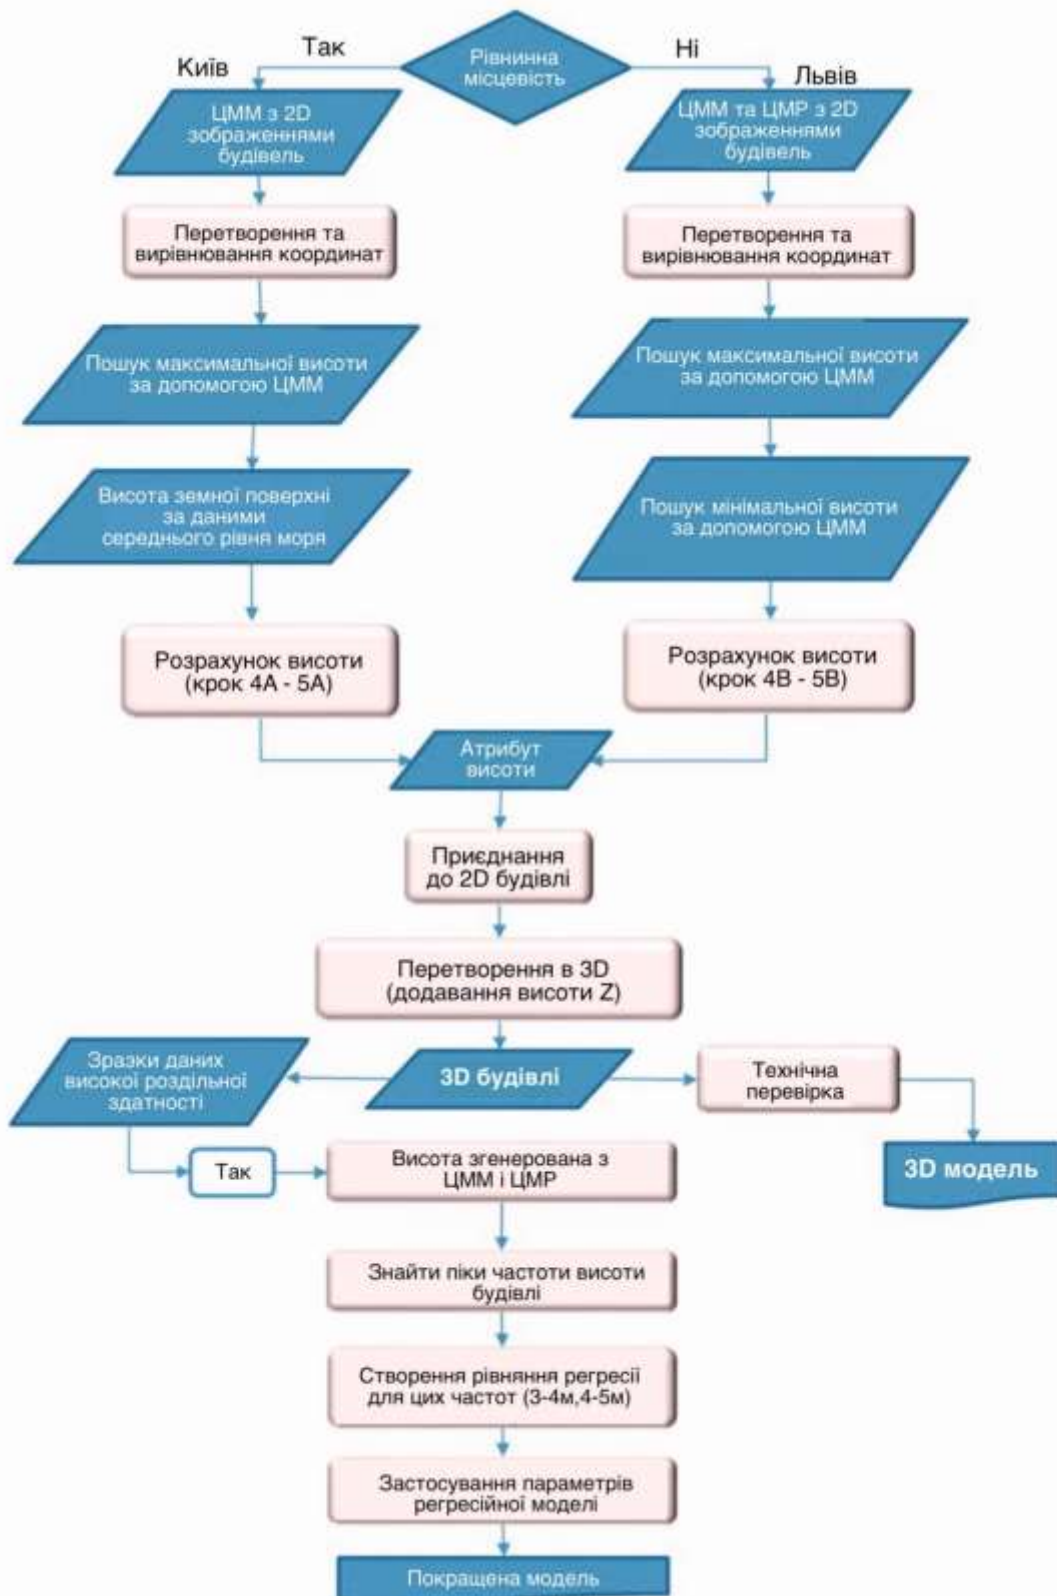 Рівнинна
місцевість
Так
Ні
Київ
Львів
ЦММ з 2D
зображеннями
будівель
ЦММ та ЦМР з 2D
зображеннями
будівель
Перетворення та
вирівнювання координат
Перетворення та
вирівнювання координат
Пошук максимальної висоти
за допомогою ЦММ
Пошук максимальної висоти
за допомогою ЦММ
Висота земної поверхні
за даними
середнього рівня моря
Пошук мінімальної висоти
за допомогою ЦММ
Розрахунок висоти
(крок 4А - 5А)
Розрахунок висоти
(крок 4В - 5В)
Атрибут
висоти
Приєднання
до 2D будівлі
Перетворення в 3D
(додавання висоти Z)
Зразки даних
високої роздільної
здатності
3D будівлі
Технічна
перевірка
Так
Висота згенерована з
ЦММ і ЦМР
3D модель
Знайти піки частоти висоти
будівлі
Створення рівняння регресії
для цих частот (3-4м,4-5м)
Застосування параметрів
регресійної моделі
Покращена модель